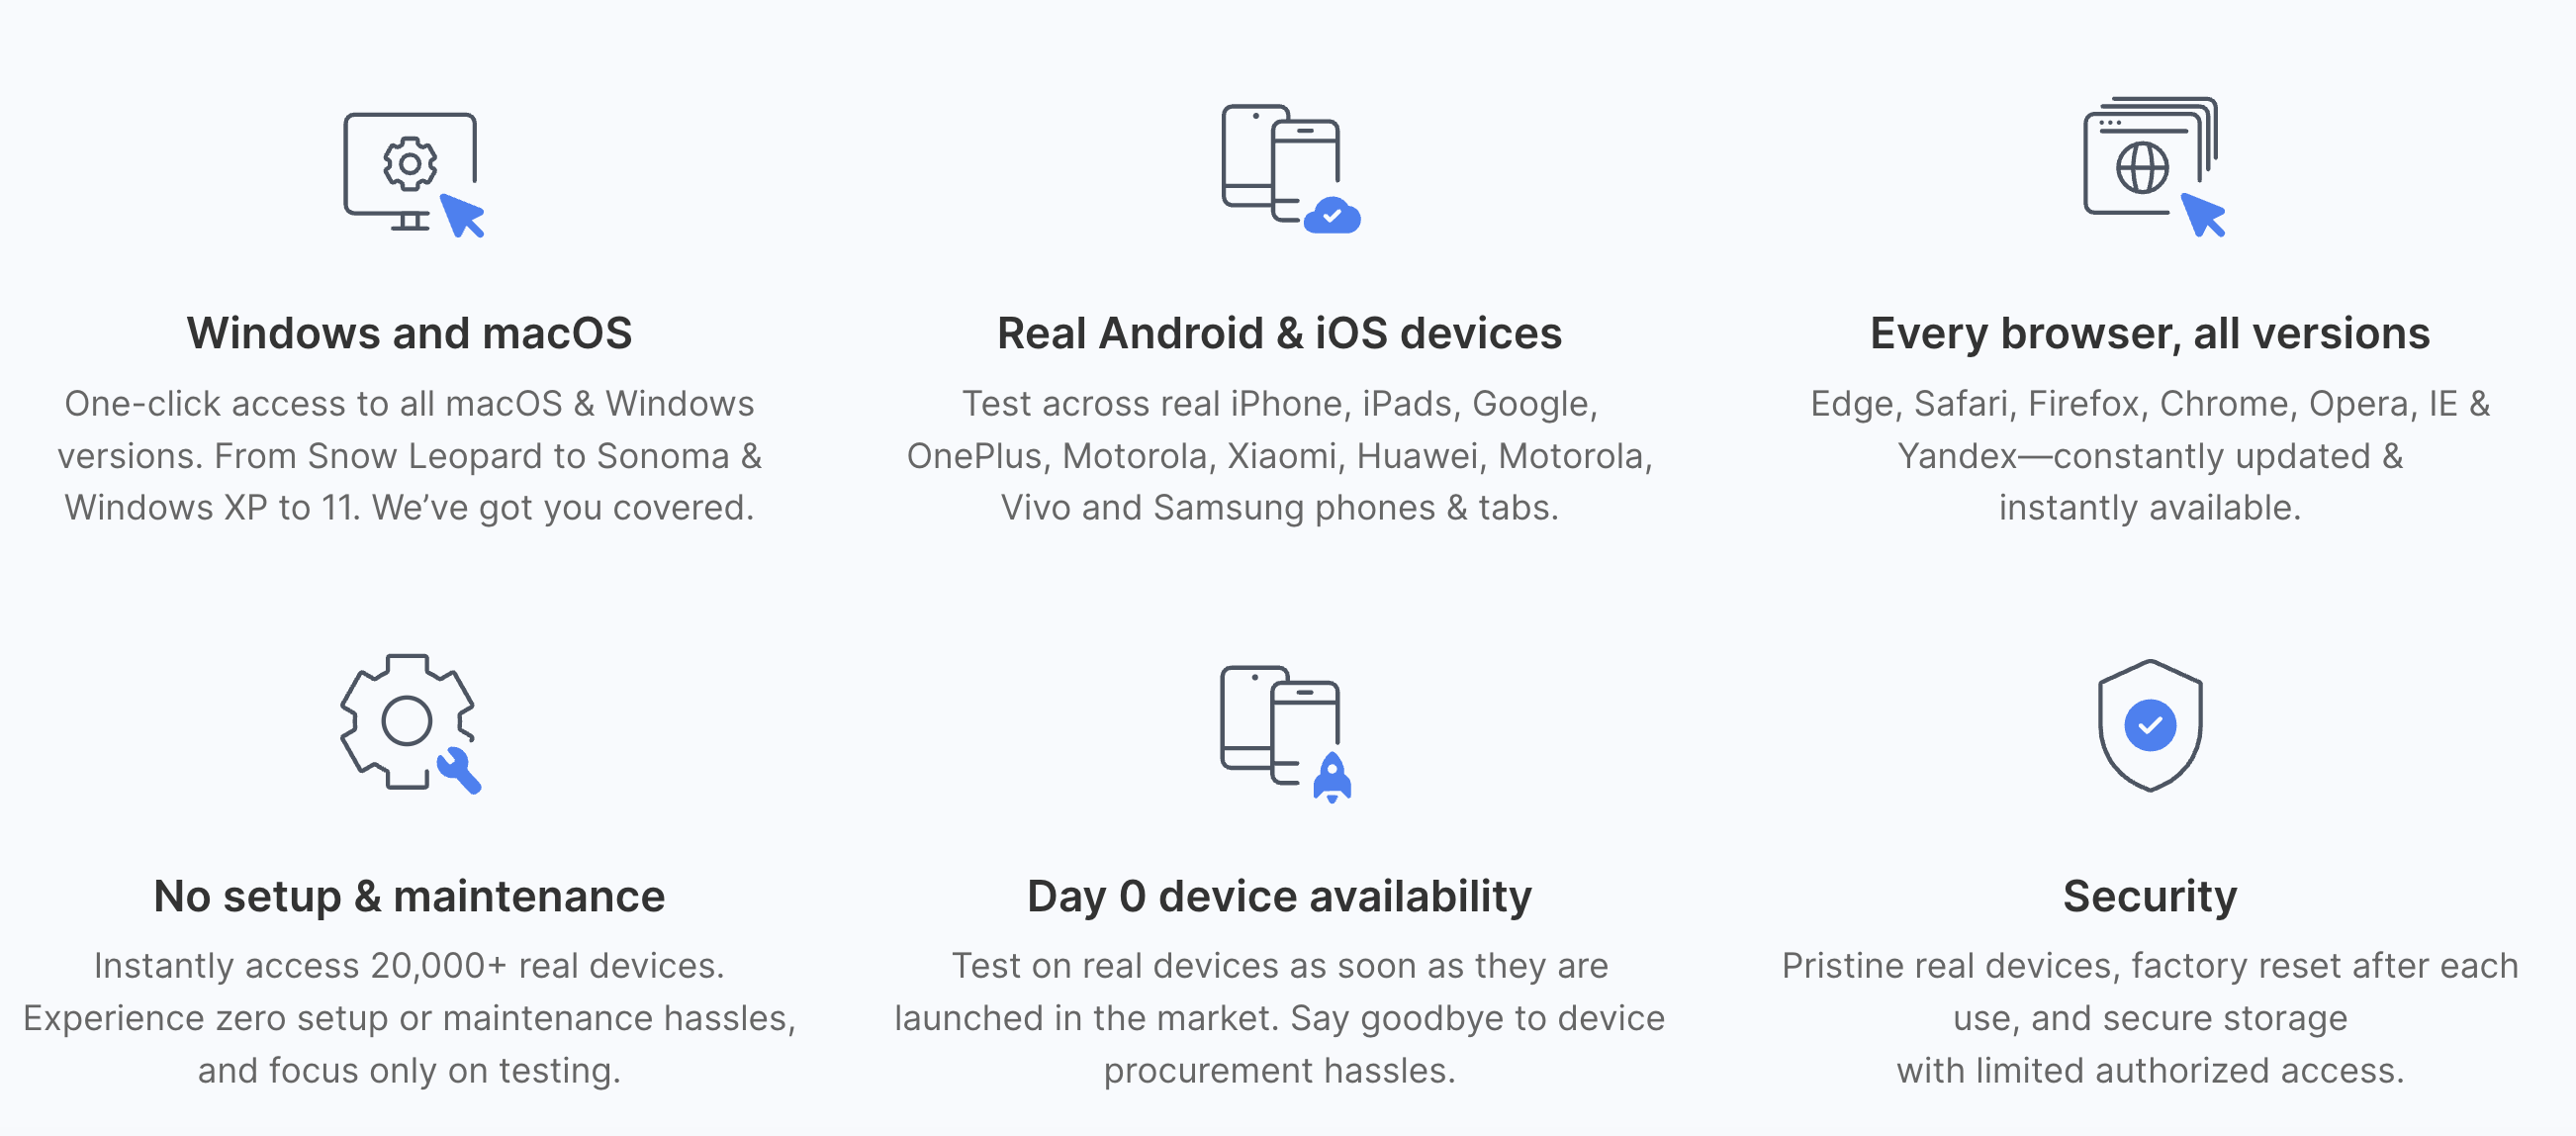 Windows and macOS
One-click access to all macOS & Windows
versions. From Snow Leopard to Sonoma &
Windows XP to 11. We’ve got you covered.
Real Android & iOS devices
Test across real iPhone, iPads, Google,
OnePlus, Motorola, Xiaomi, Huawei, Motorola,
Vivo and Samsung phones & tabs.
Every browser, all versions
Edge, Safari, Firefox, Chrome, Opera, IE &
Yandex—constantly updated &
instantly available.
No setup & maintenance
Instantly access 20,000+ real devices.
Experience zero setup or maintenance hassles,
and focus only on testing.
Day 0 device availability
Test on real devices as soon as they are
launched in the market. Say goodbye to device
procurement hassles.
Security
Pristine real devices, factory reset after each
use, and secure storage
with limited authorized access.